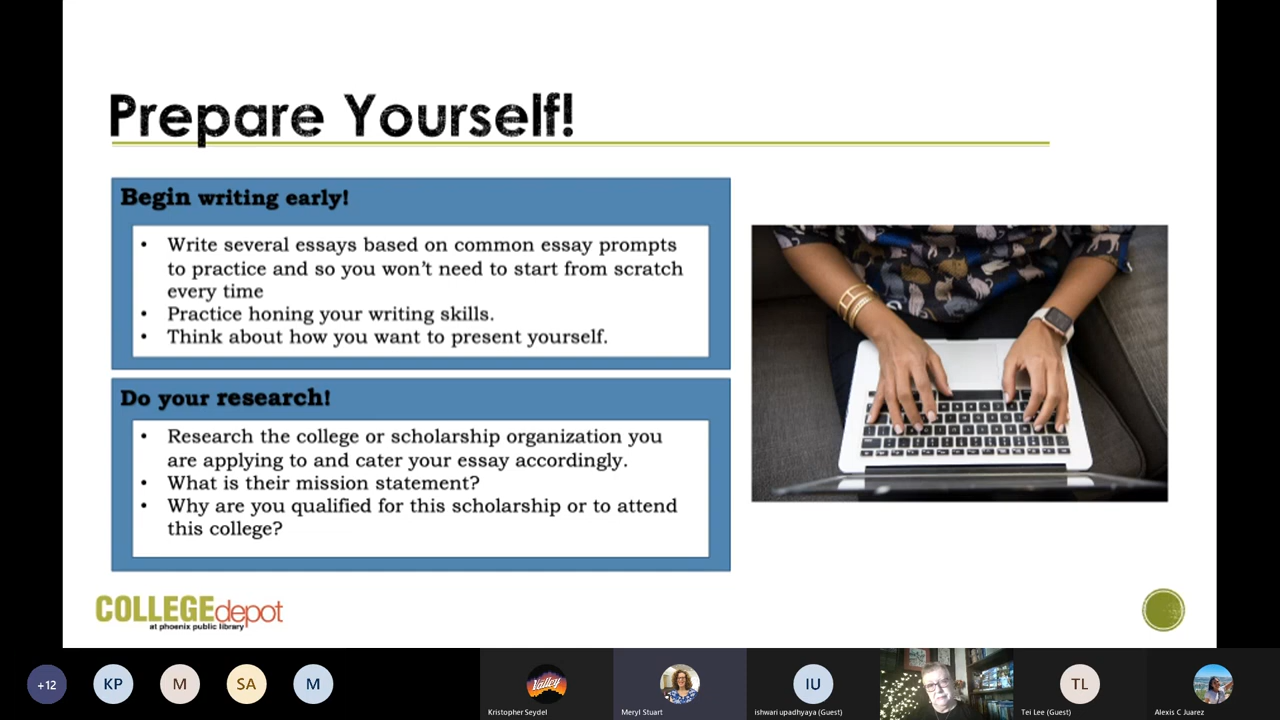 Prepare Yourself!
Begin writing early!
• Write several essays based on common essay prompts
to practice and so you won't need to start from scratch
every time
• Practice honing your writing skills.
• Think about how you want to present yourself.
Do your research!
• Research the college or scholarship organization you
are applying to and cater your essay accordingly.
• What is their mission statement?
• Why are you qualified for this scholarship or to attend
this college?
COLLEGEdepot
at phoenix public library
+12
KP
M
SA
M
Valley
Kristopher Seydel
Meryl Stuart
IU
ishwari upadhyaya (Guest)
TL
Tei Lee (Guest)
Alexis C Juarez